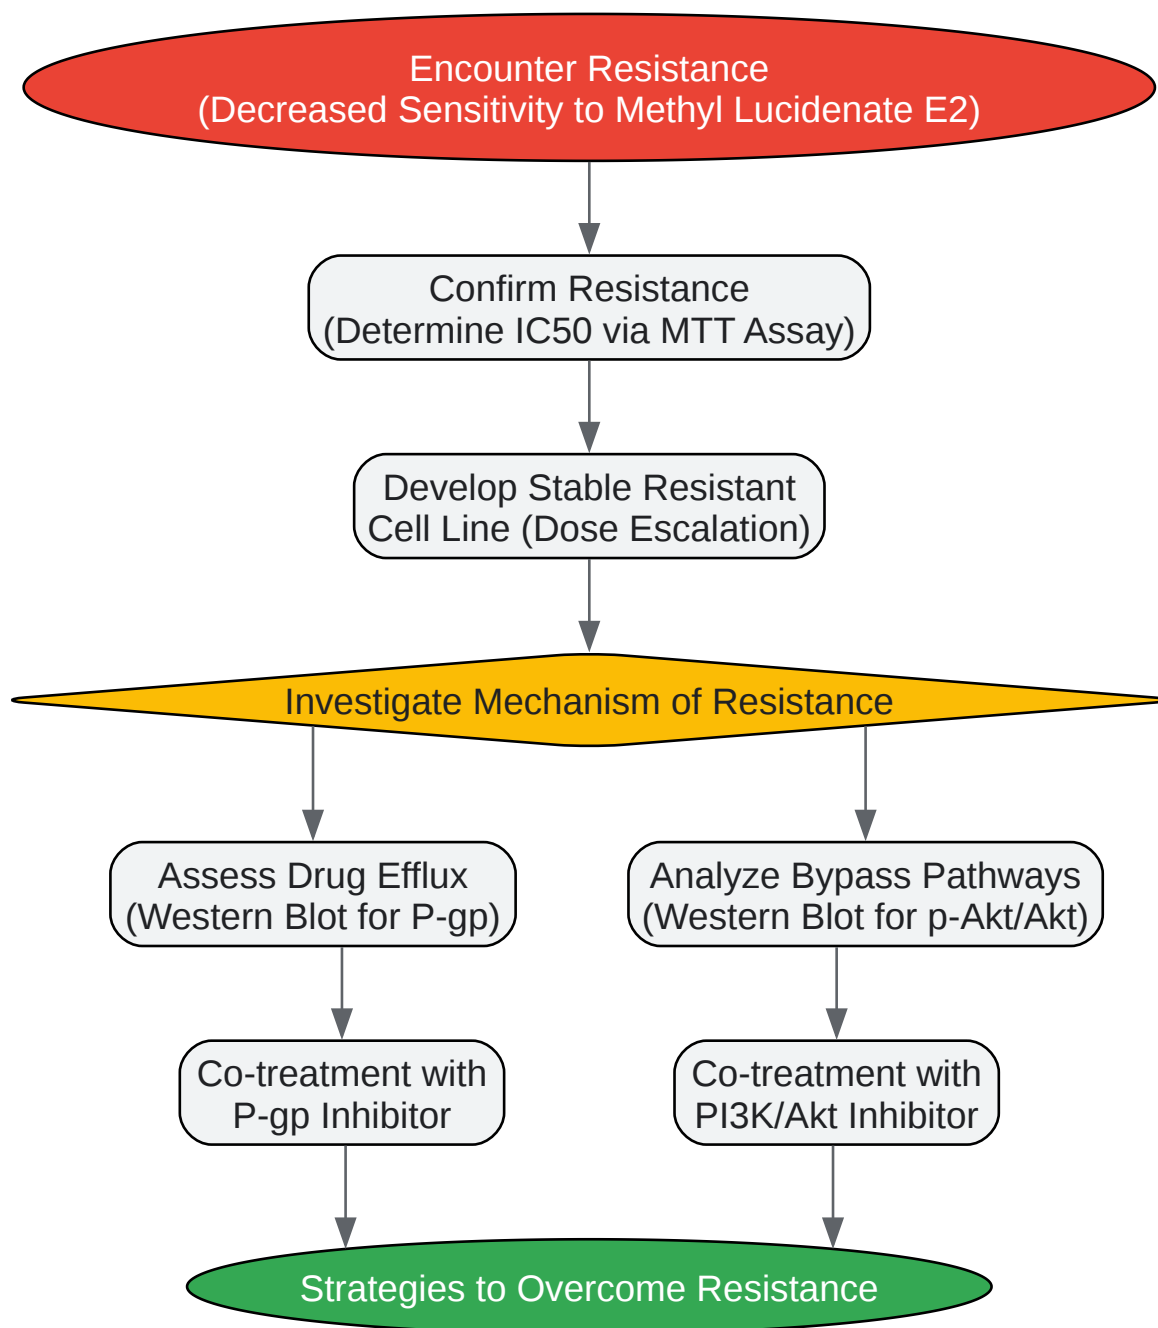 Encounter Resistance
(Decreased Sensitivity to Methyl Lucidenate E2)
Confirm Resistance
(Determine IC50 via MTT Assay)
Develop Stable Resistant
Cell Line (Dose Escalation)
Investigate Mechanism of Resistance
Assess Drug Efflux
(Western Blot for P-gp)
Analyze Bypass Pathways
(Western Blot for p-Akt/Akt)
Co-treatment with
P-gp Inhibitor
Co-treatment with
PI3K/Akt Inhibitor
Strategies to Overcome Resistance